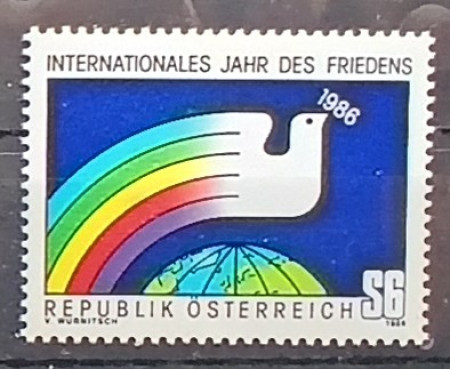 INTERNATIONALES JAHR DES FRIEDENS
1986
REPUBLIK ÖSTERREICH S6
V. WURNITSCH 1986